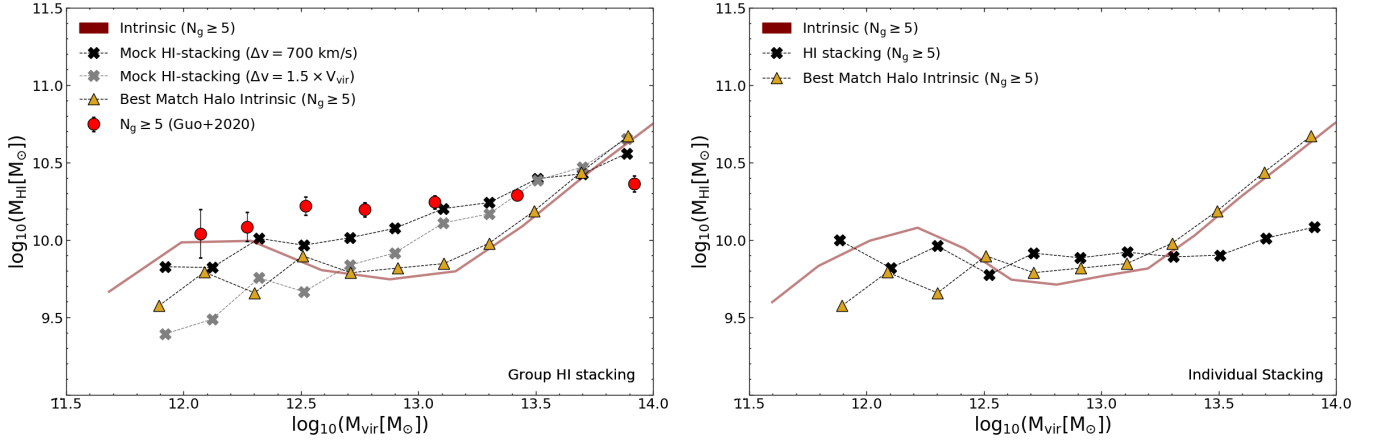 11.5
11.0
10.5
10.0
9.5
log₁₀(M_HI[M_⊙])
Intrinsic (N_g ≥ 5)
Mock HI-stacking (Δv = 700 km/s)
Mock HI-stacking (Δv = 1.5 × V_vir)
Best Match Halo Intrinsic (N_g ≥ 5)
N_g ≥ 5 (Guo+2020)
Group HI stacking
11.5 12.0 12.5 13.0 13.5 14.0
log₁₀(M_vir[M_⊙])
11.5
11.0
10.5
10.0
9.5
log₁₀(M_HI[M_⊙])
Intrinsic (N_g ≥ 5)
HI stacking (N_g ≥ 5)
Best Match Halo Intrinsic (N_g ≥ 5)
Individual Stacking
11.5 12.0 12.5 13.0 13.5 14.0
log₁₀(M_vir[M_⊙])